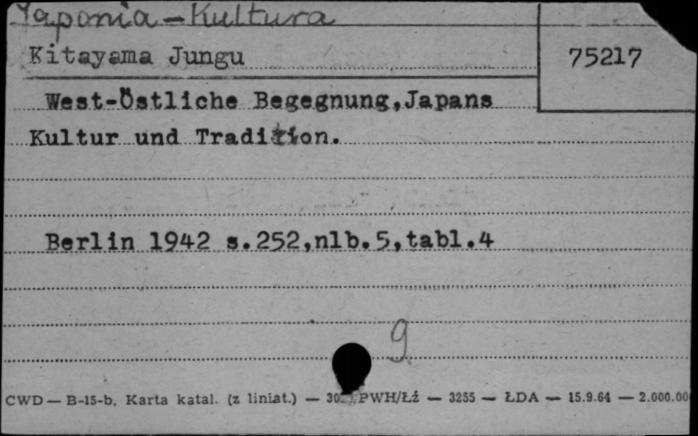 Japonia - Kultura
Kitayama Jungu
75217
West-Östliche Begegnung,Japans
Kultur und Tradition.
Berlin 1942 s.252,nlb.5,tabl.4
9
CWD — B-15-b. Karta katal. (z liniat.) — PWH/Łź — 3255 — ŁDA — 15.9.64 — 2.000.00